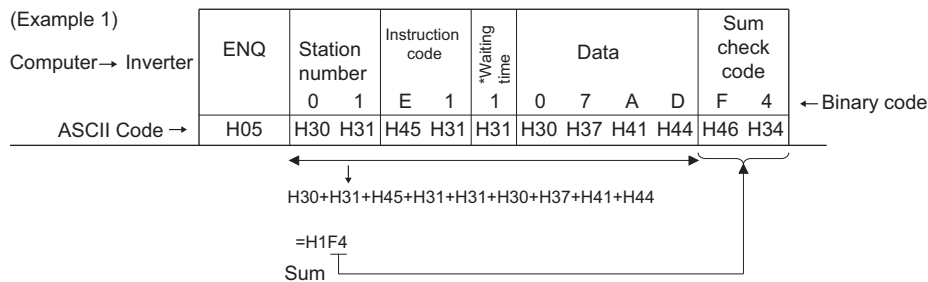 (Example 1)
Computer→ Inverter
ENQ
Station
number
Instruction
code
*Waiting
time
Data
Sum
check
code
0 1 E 1 1 0 7 A D F 4 ←Binary code
ASCII Code → H05 H30 H31 H45 H31 H31 H30 H37 H41 H44 H46 H34
H30+H31+H45+H31+H31+H30+H37+H41+H44
=H1F4
Sum